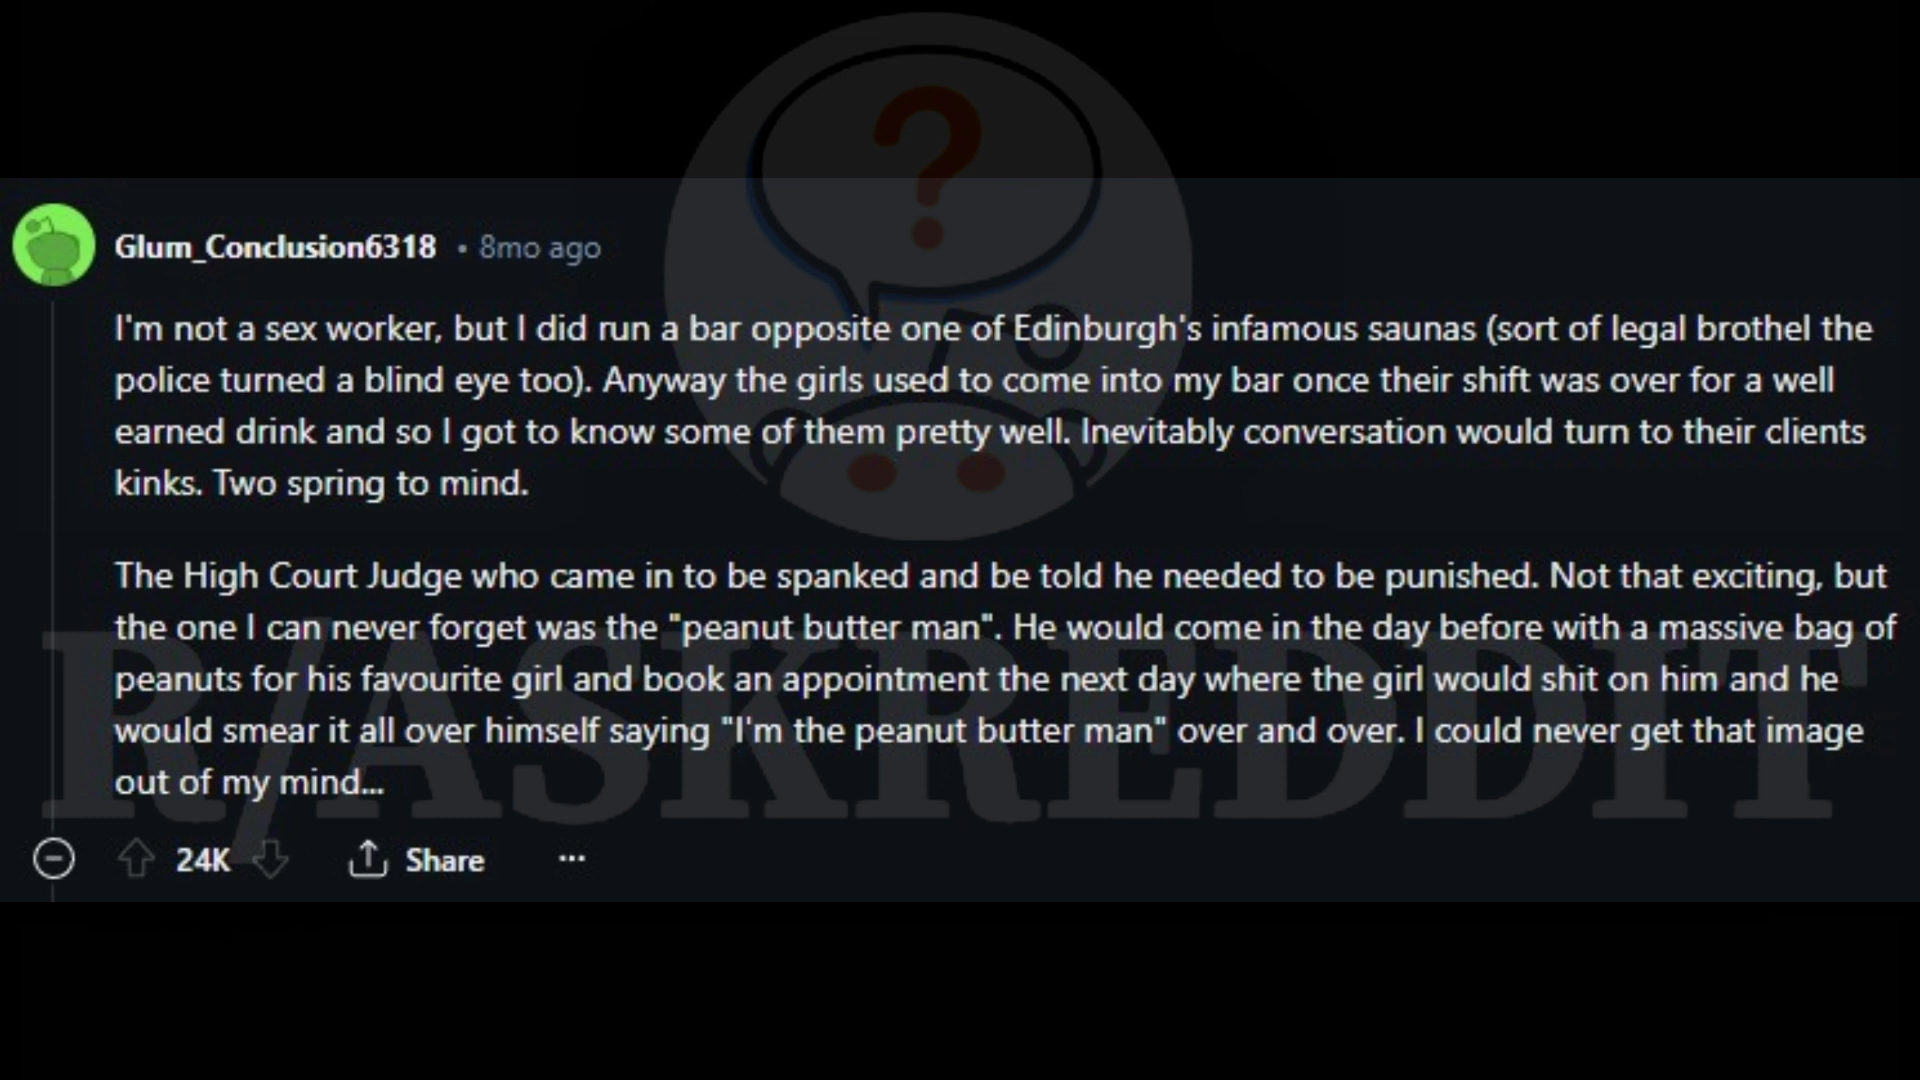 Glum_Conclusion6318 • 8mo ago
I'm not a sex worker, but I did run a bar opposite one of Edinburgh's infamous saunas (sort of legal brothel the
police turned a blind eye too). Anyway the girls used to come into my bar once their shift was over for a well
earned drink and so I got to know some of them pretty well. Inevitably conversation would turn to their clients
kinks. Two spring to mind.
The High Court Judge who came in to be spanked and be told he needed to be punished. Not that exciting, but
the one I can never forget was the "peanut butter man". He would come in the day before with a massive bag of
peanuts for his favourite girl and book an appointment the next day where the girl would shit on him and he
would smear it all over himself saying "I'm the peanut butter man" over and over. I could never get that image
out of my mind...
24K Share ...
R/ASKREDDIT
?